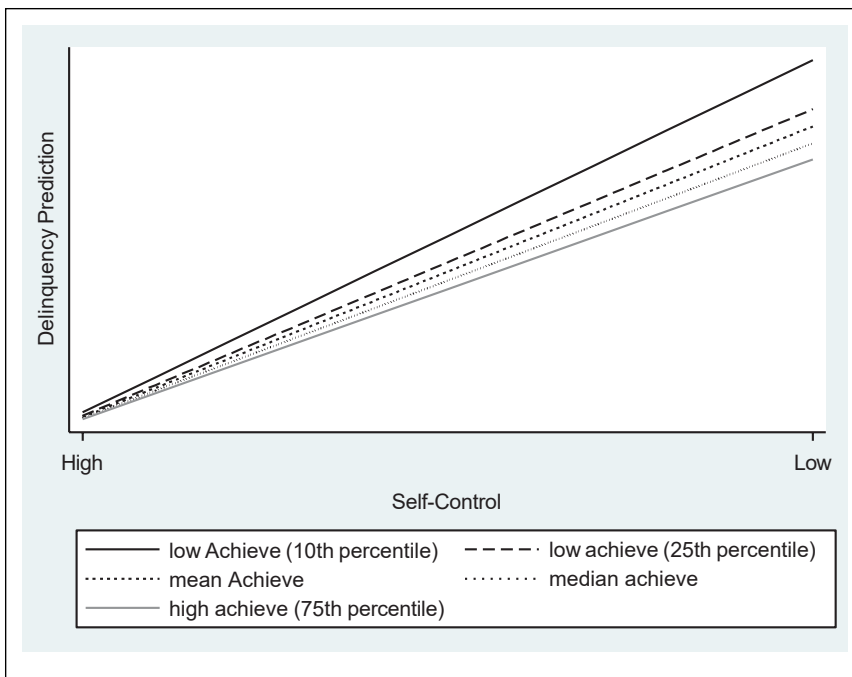 Delinquency Prediction
High
Low
Self-Control
low Achieve (10th percentile)
low achieve (25th percentile)
mean Achieve
median achieve
high achieve (75th percentile)